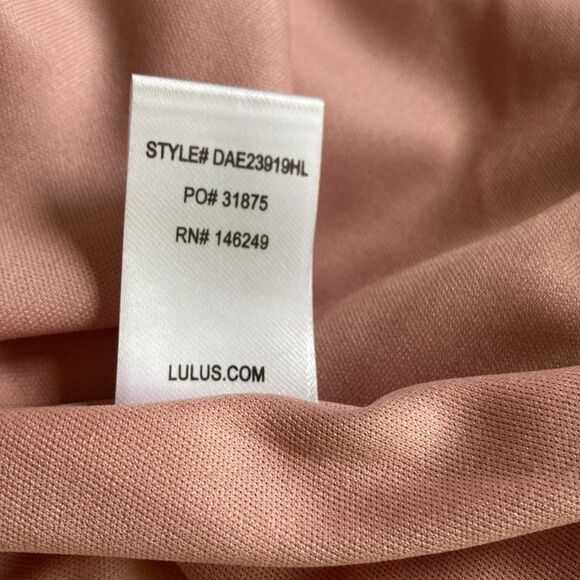 STYLE# DAE23919HL
PO# 31875
RN# 146249
LULUS.COM